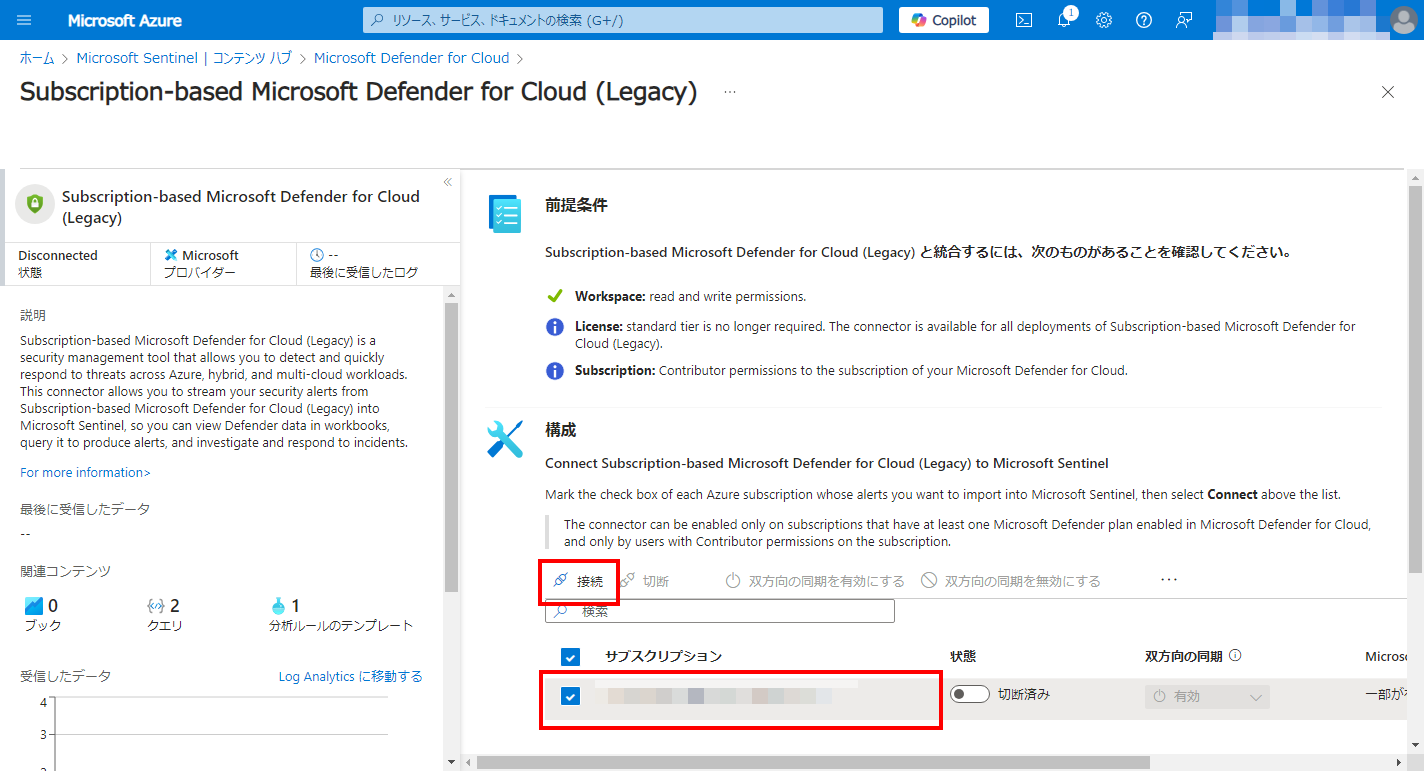 Microsoft Azure
リソース、サービス、ドキュメントの検索 (G+/)
Copilot
1
ホーム > Microsoft Sentinel | コンテンツ ハブ > Microsoft Defender for Cloud >
Subscription-based Microsoft Defender for Cloud (Legacy) ...
Subscription-based Microsoft Defender for Cloud
(Legacy)
Disconnected
状態
Microsoft
プロバイダー
--
最後に受信したログ
説明
Subscription-based Microsoft Defender for Cloud (Legacy) is a
security management tool that allows you to detect and quickly
respond to threats across Azure, hybrid, and multi-cloud workloads.
This connector allows you to stream your security alerts from
Subscription-based Microsoft Defender for Cloud (Legacy) into
Microsoft Sentinel, so you can view Defender data in workbooks,
query it to produce alerts, and investigate and respond to incidents.
For more information>
最後に受信したデータ
--
関連コンテンツ
0
ブック
2
クエリ
1
分析ルールのテンプレート
受信したデータ
Log Analytics に移動する
4
3
前提条件
Subscription-based Microsoft Defender for Cloud (Legacy) と統合するには、次のものがあることを確認してください。
Workspace: read and write permissions.
License: standard tier is no longer required. The connector is available for all deployments of Subscription-based Microsoft Defender for
Cloud (Legacy).
Subscription: Contributor permissions to the subscription of your Microsoft Defender for Cloud.
構成
Connect Subscription-based Microsoft Defender for Cloud (Legacy) to Microsoft Sentinel
Mark the check box of each Azure subscription whose alerts you want to import into Microsoft Sentinel, then select Connect above the list.
The connector can be enabled only on subscriptions that have at least one Microsoft Defender plan enabled in Microsoft Defender for Cloud,
and only by users with Contributor permissions on the subscription.
接続 切断 双方向の同期を有効にする 双方向の同期を無効にする ...
検索
サブスクリプション 状態 双方向の同期 Micros
切断済み 有効 一部が